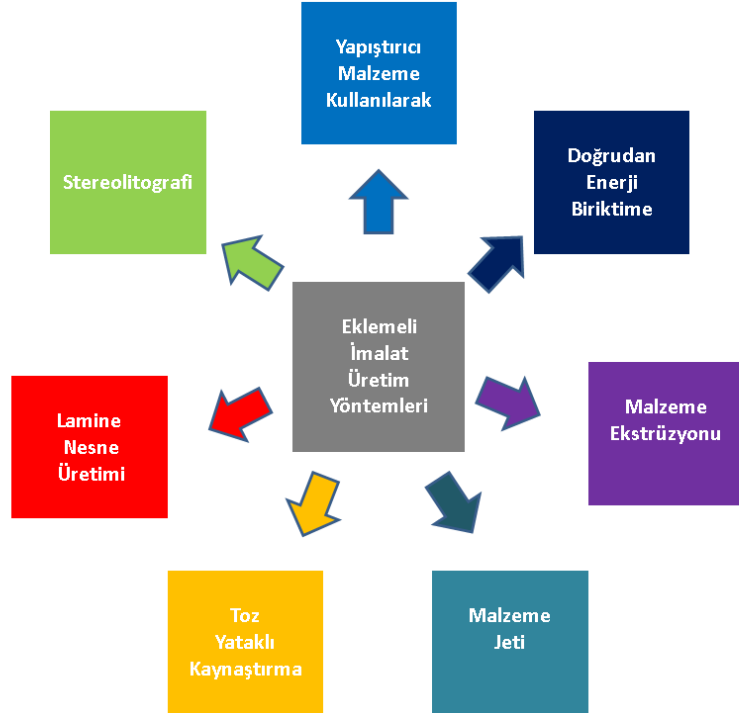 Yapıştırıcı
Malzeme
Kullanılarak
Doğrudan
Enerji
Biriktime
Stereolitografi
Eklemeli
İmalat
Üretim
Yöntemleri
Malzeme
Ekstrüzyonu
Lamine
Nesne
Üretimi
Toz
Yataklı
Kaynaştırma
Malzeme
Jeti